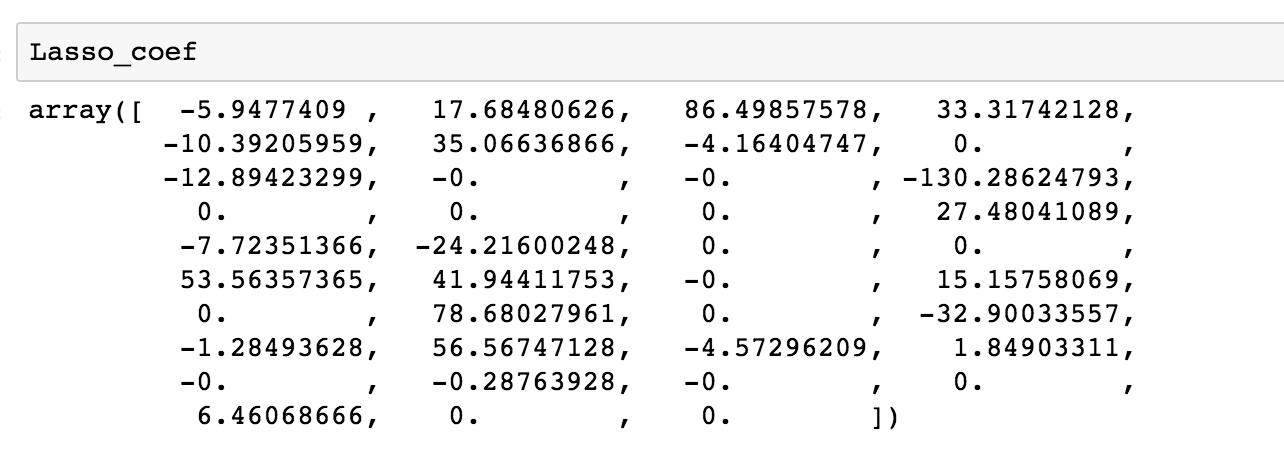 Lasso_coef
array([  -5.9477409 ,   17.68480626,   86.49857578,   33.31742128,
        -10.39205959,   35.06636866,   -4.16404747,    0.        ,
        -12.89423299,   -0.        ,   -0.        , -130.28624793,
          0.        ,    0.        ,    0.        ,   27.48041089,
         -7.72351366,  -24.21600248,    0.        ,    0.        ,
         53.56357365,   41.94411753,   -0.        ,   15.15758069,
          0.        ,   78.68027961,    0.        ,  -32.90033557,
         -1.28493628,   56.56747128,   -4.57296209,    1.84903311,
         -0.        ,   -0.28763928,   -0.        ,    0.        ,
          6.46068666,    0.        ,    0.        ])